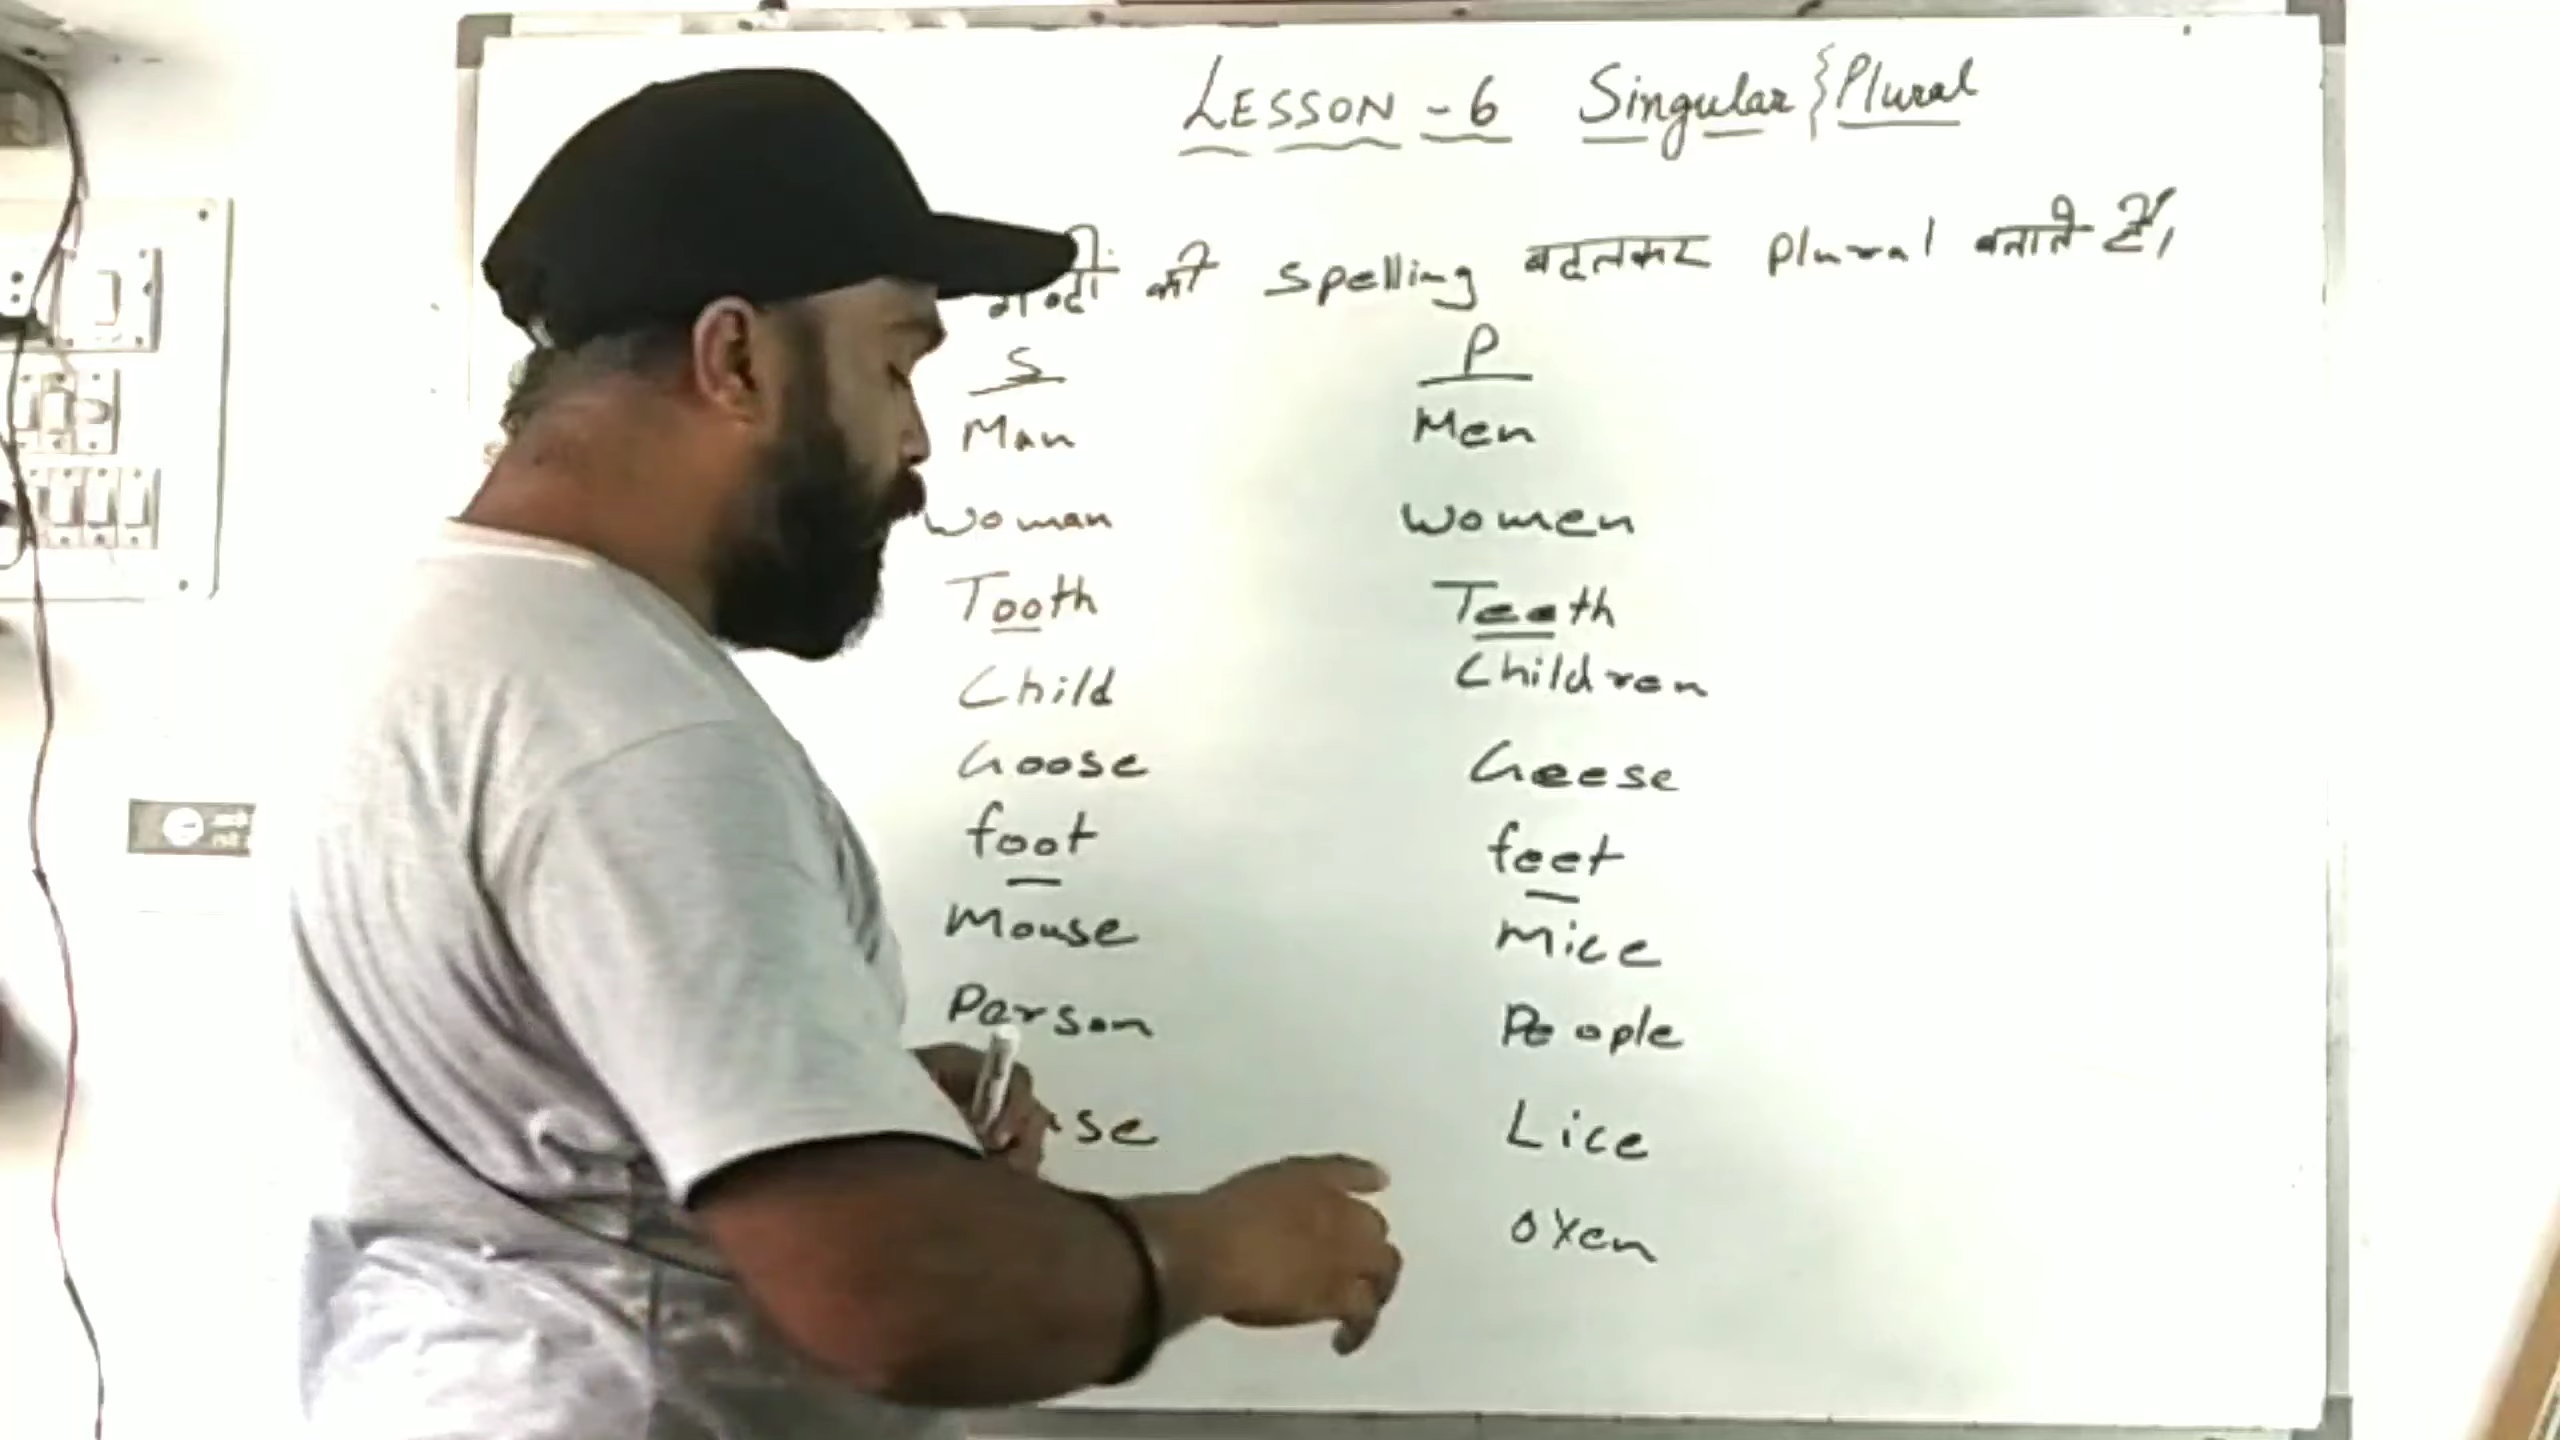 LESSON - 6 Singular } Plural
की spelling बदलकर plural बनाते हैं।
S P
Man Men
Woman Women
Tooth Teeth
Child Children
Goose Geese
foot feet
Mouse Mice
Person People
se Lice
oxen